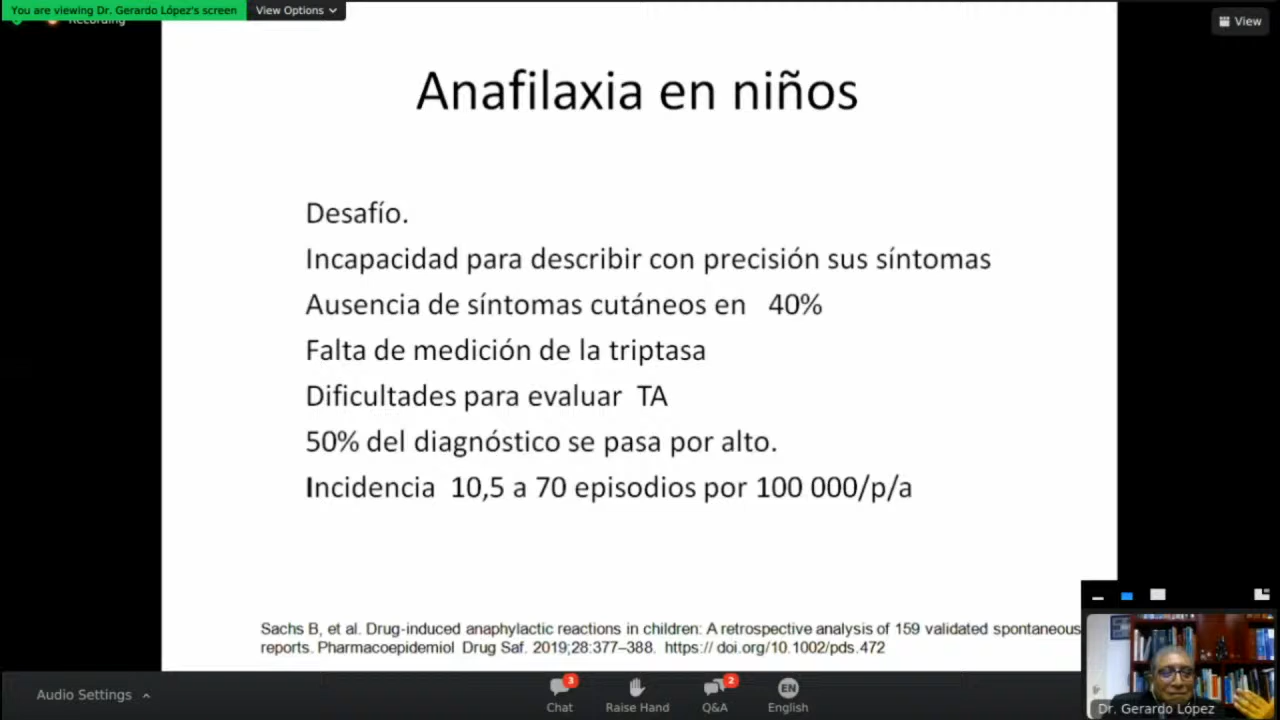 You are viewing Dr. Gerardo López's screen
View Options
Recording
View
Anafilaxia en niños
Desafío.
Incapacidad para describir con precisión sus síntomas
Ausencia de síntomas cutáneos en 40%
Falta de medición de la triptasa
Dificultades para evaluar TA
50% del diagnóstico se pasa por alto.
Incidencia 10,5 a 70 episodios por 100 000/p/a
Sachs B, et al. Drug-induced anaphylactic reactions in children: A retrospective analysis of 159 validated spontaneous
reports. Pharmacoepidemiol Drug Saf. 2019;28:377–388. https:// doi.org/10.1002/pds.472
Audio Settings
3
Chat
Raise Hand
2
Q&A
EN
English
Dr. Gerardo López